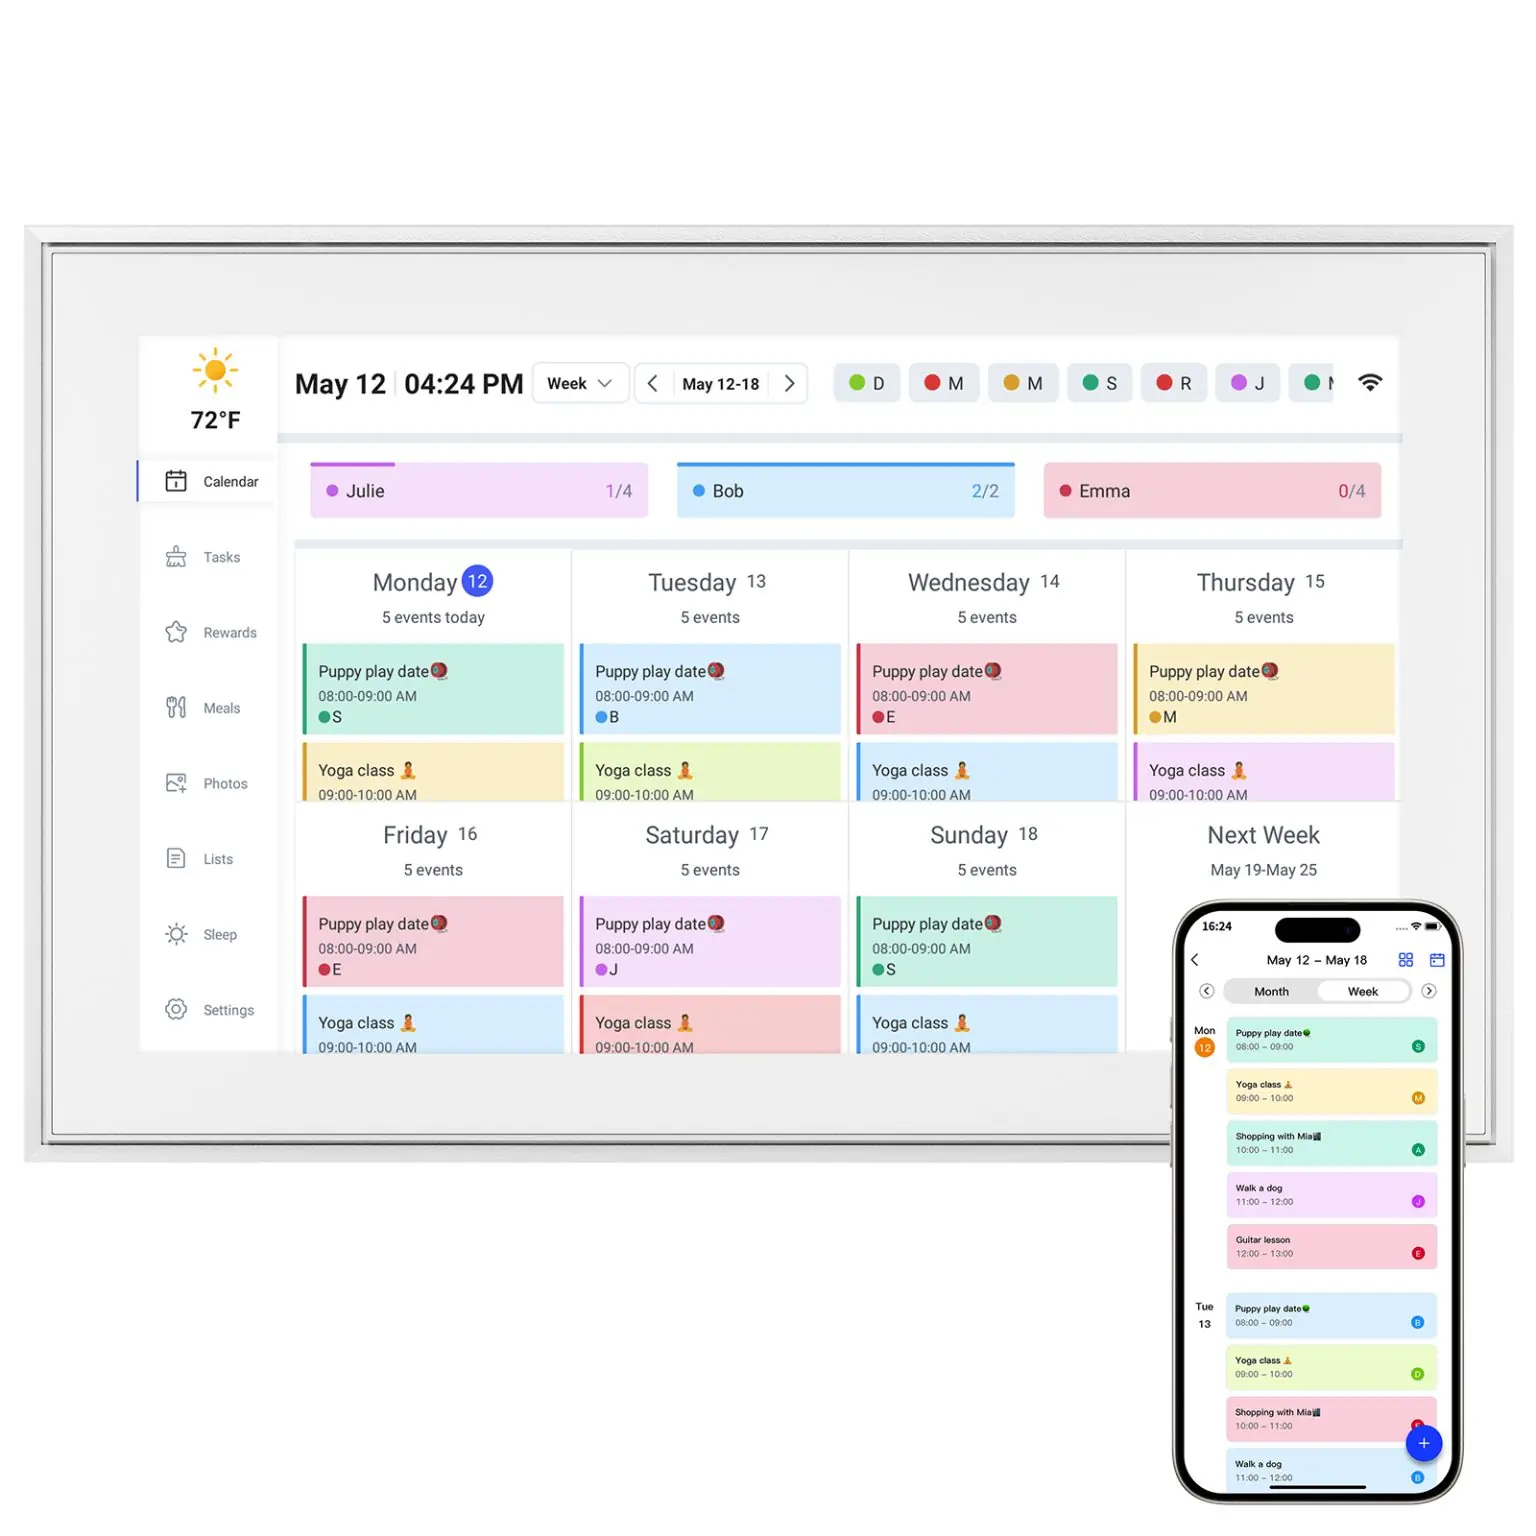 72°F
May 12 04:24 PM
Week
May 12-18
D
M
M
S
R
J
Calendar
Tasks
Rewards
Meals
Photos
Lists
Sleep
Settings
Julie 1/4
Bob 2/2
Emma 0/4
Monday 12
5 events today
Puppy play date
08:00-09:00 AM
S
Yoga class
09:00-10:00 AM
Tuesday 13
5 events
Puppy play date
08:00-09:00 AM
B
Yoga class
09:00-10:00 AM
Wednesday 14
5 events
Puppy play date
08:00-09:00 AM
E
Yoga class
09:00-10:00 AM
Thursday 15
5 events
Puppy play date
08:00-09:00 AM
M
Yoga class
09:00-10:00 AM
Friday 16
5 events
Puppy play date
08:00-09:00 AM
E
Yoga class
09:00-10:00 AM
Saturday 17
5 events
Puppy play date
08:00-09:00 AM
J
Yoga class
09:00-10:00 AM
Sunday 18
5 events
Puppy play date
08:00-09:00 AM
S
Yoga class
09:00-10:00 AM
Next Week
May 19-May 25
16:24
May 12 – May 18
Month
Week
Mon
12
Puppy play date
08:00 – 09:00
S
Yoga class
09:00 – 10:00
M
Shopping with Mia
10:00 – 11:00
A
Walk a dog
11:00 – 12:00
J
Guitar lesson
12:00 – 13:00
E
Tue
13
Puppy play date
08:00 – 09:00
B
Yoga class
09:00 – 10:00
D
Shopping with Mia
10:00 – 11:00
+
Walk a dog
11:00 – 12:00
B